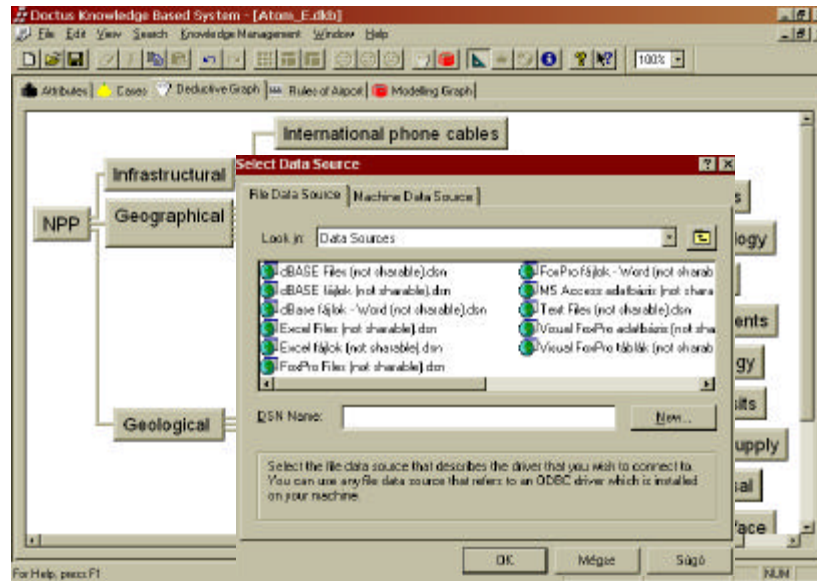 Doctus Knowledge Based System - [Atom_E.dkb]
File Edit View Search Knowledge Management Window Help
100%
Attributes Cases Deductive Graph Rules of Airport Modelling Graph
International phone cables
Infrastructural
Geographical
NPP
Geological
s
logy
ents
gy
sits
upply
sal
face
Select Data Source
File Data Source Machine Data Source
Look in: Data Sources
dBASE Files (not sharable).dsn
dBASE fájlok (not sharable).dsn
dBase fájlok - Word (not sharable).dsn
Excel Files (not sharable).dsn
Excel fájlok (not sharable).dsn
FoxPro Files (not sharable).dsn
FoxPro fájlok - Word (not sharab
MS Access adatbázis (not shara
Text Files (not sharable).dsn
Visual FoxPro adatbázis (not sha
Visual FoxPro táblák (not sharab
DSN Name:
New...
Select the file data source that describes the driver that you wish to connect to.
You can use any file data source that refers to an ODBC driver which is installed
on your machine.
OK Mégse Súgó
For Help, press F1
NUM